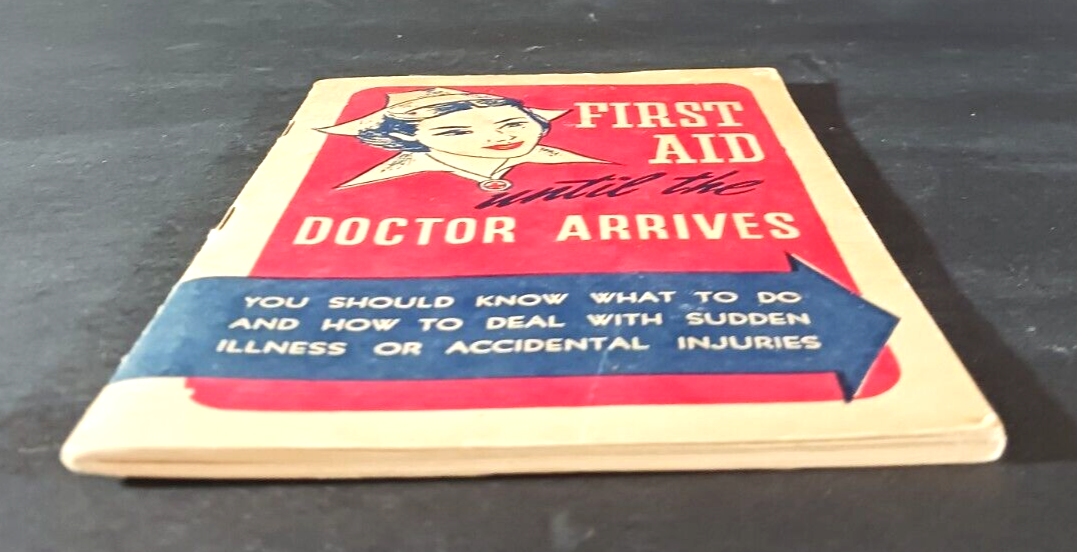 FIRST
AID
until the
DOCTOR ARRIVES
YOU SHOULD KNOW WHAT TO DO
AND HOW TO DEAL WITH SUDDEN
ILLNESS OR ACCIDENTAL INJURIES